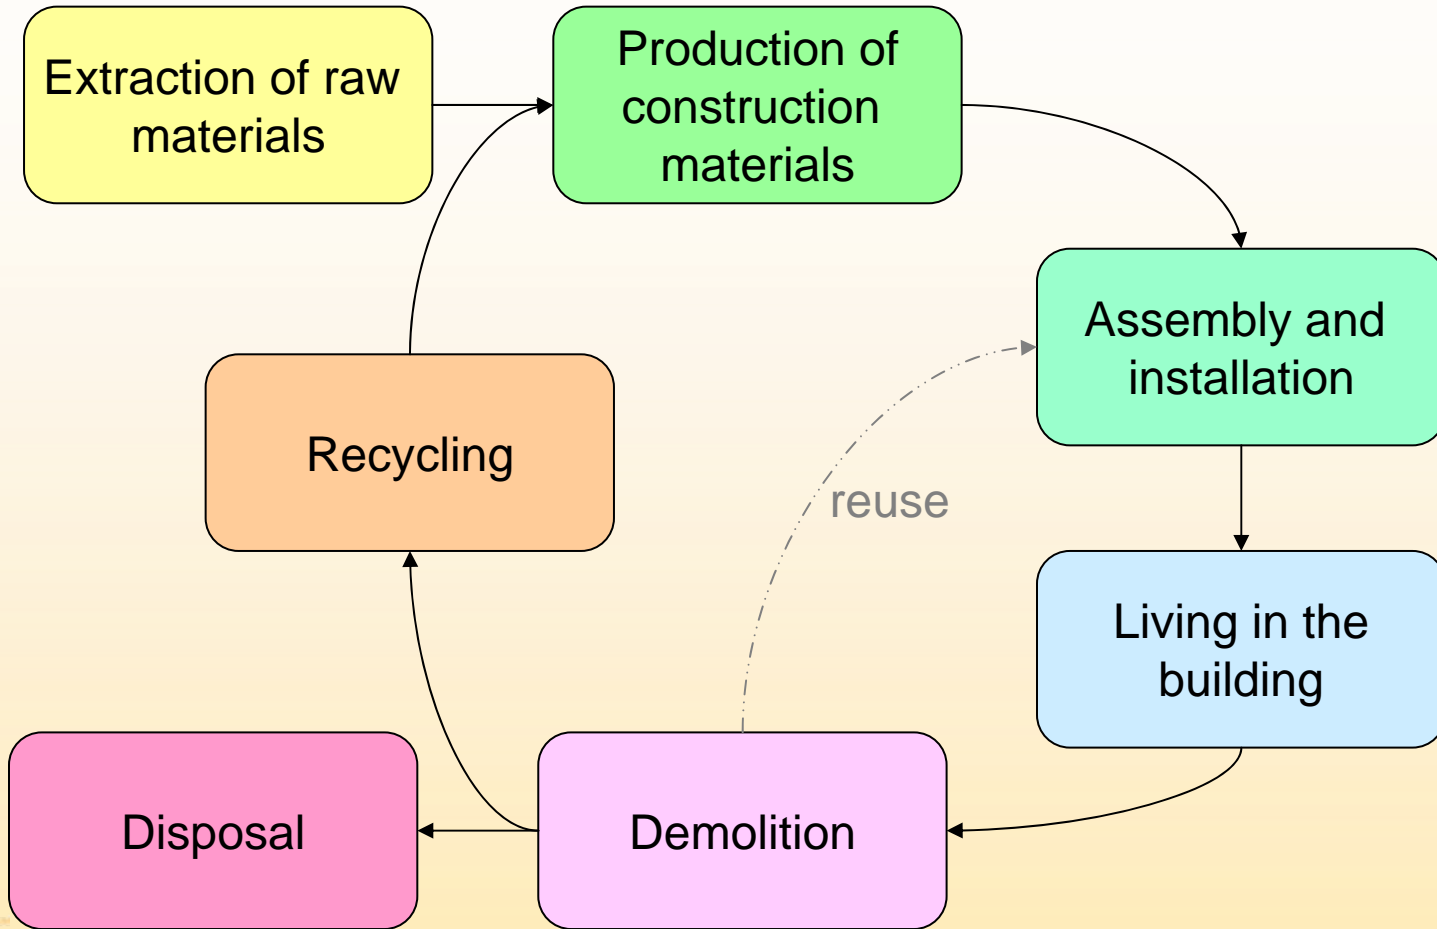 Extraction of raw
materials
Production of
construction
materials
Assembly and
installation
Recycling
reuse
Living in the
building
Disposal
Demolition